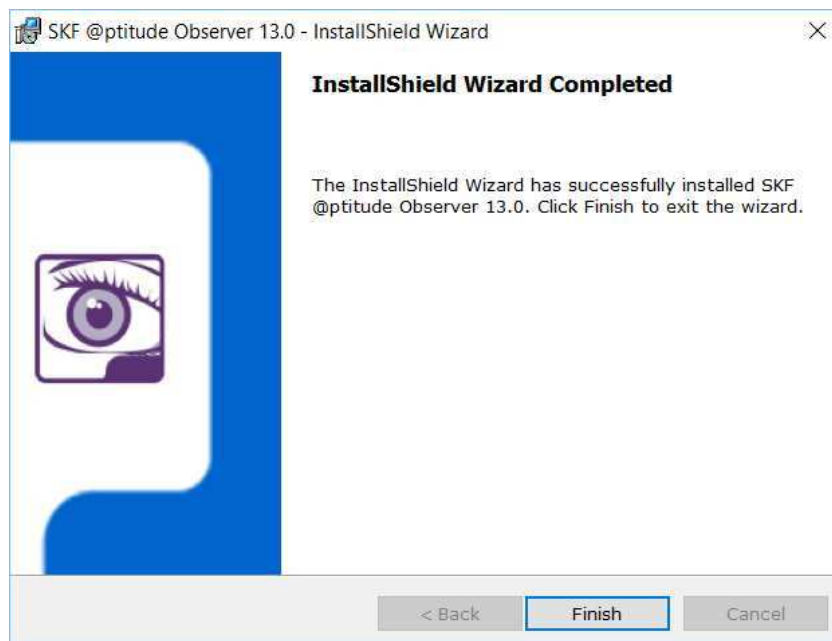 SKF @ptitude Observer 13.0 - InstallShield Wizard
InstallShield Wizard Completed
The InstallShield Wizard has successfully installed SKF
@ptitude Observer 13.0. Click Finish to exit the wizard.
< Back
Finish
Cancel